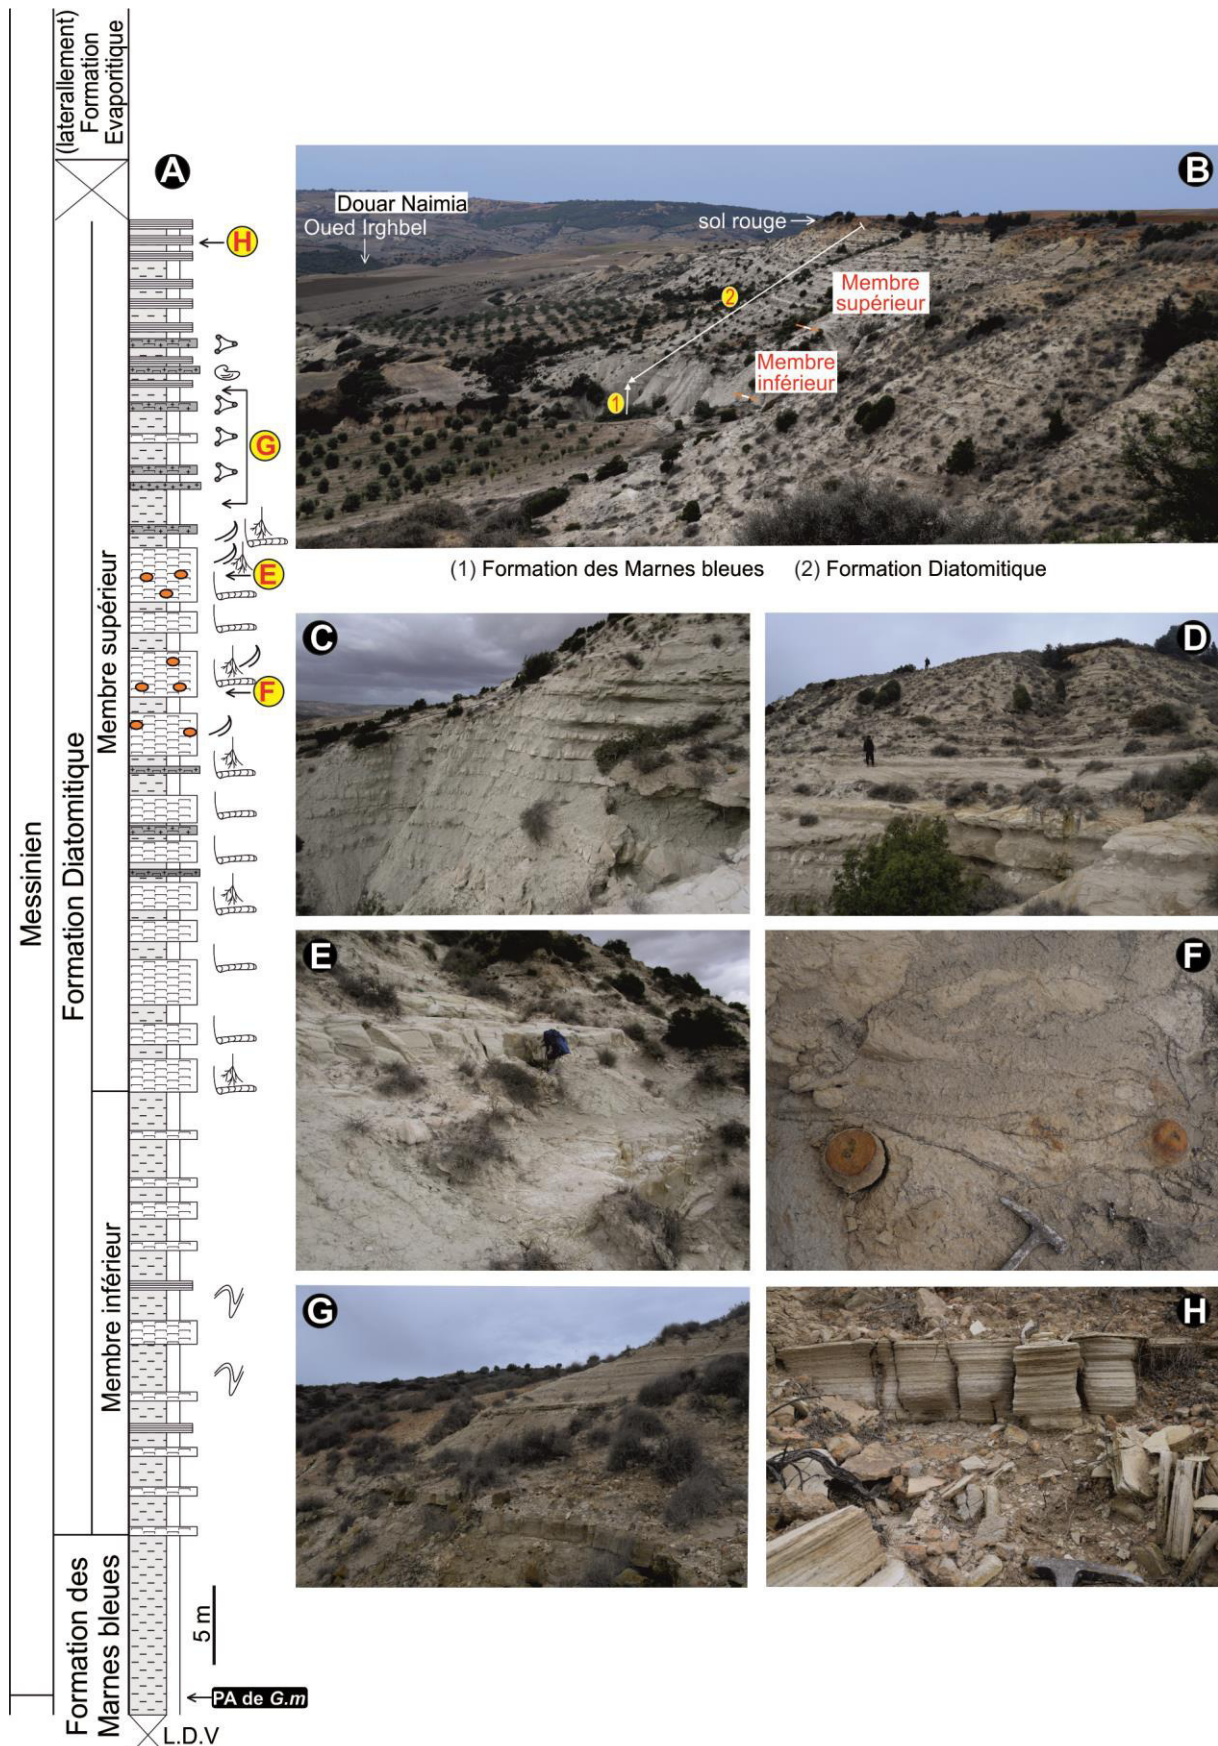 (laterallement)
Formation
Evaporitique
A
H
G
E
F
Messinien
Formation Diatomitique
Membre supérieur
Membre inférieur
Formation des
Marnes bleues
5 m
PA de G.m
L.D.V
B
Douar Naimia
Oued Irghbel
sol rouge
2
Membre
supérieur
Membre
inférieur
1
(1) Formation des Marnes bleues (2) Formation Diatomitique
C
D
E
F
G
H